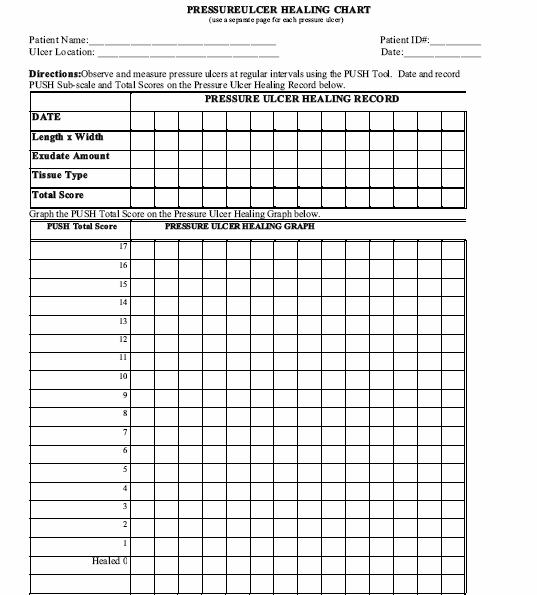 PRESSUREULCER HEALING CHART
(use a separate page for each pressure ulcer)
Patient Name:____________________________ Patient ID#:_________
Ulcer Location: ____________________________ Date:____________
Directions:Observe and measure pressure ulcers at regular intervals using the PUSH Tool. Date and record
PUSH Sub-scale and Total Scores on the Pressure Ulcer Healing Record below.
PRESSURE ULCER HEALING RECORD
DATE
Length x Width
Exudate Amount
Tissue Type
Total Score
Graph the PUSH Total Score on the Pressure Ulcer Healing Graph below.
PUSH Total Score PRESSURE ULCER HEALING GRAPH
17
16
15
14
13
12
11
10
9
8
7
6
5
4
3
2
1
Healed 0